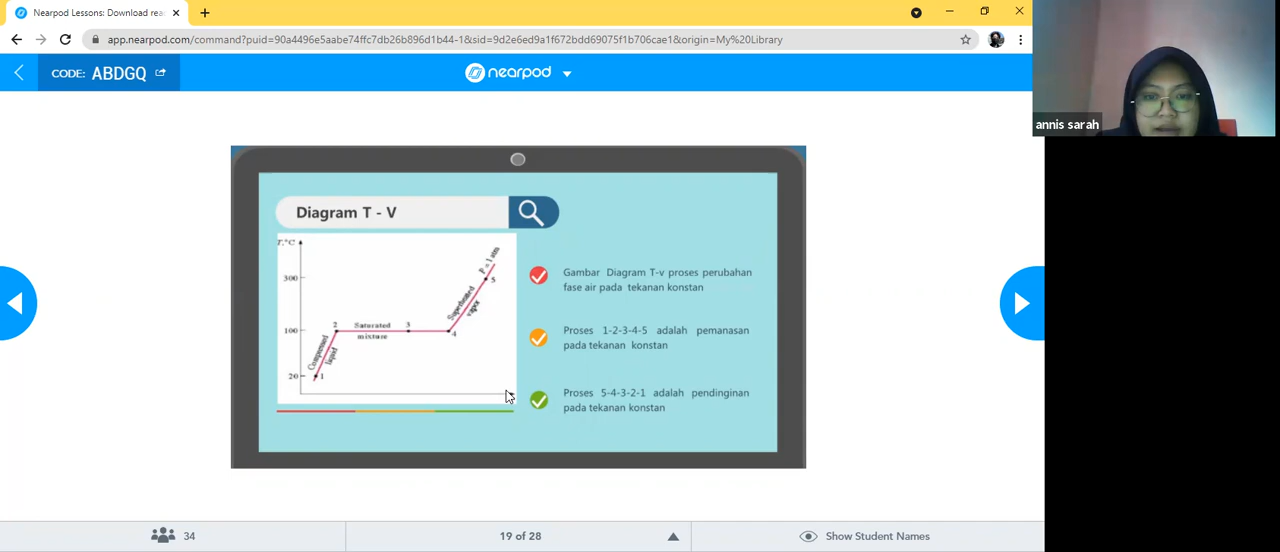 Nearpod Lessons: Download rea
app.nearpod.com/command?puid=90a4496e5aabe74ffc7db26b896d1b44-1&sid=9d2e6ed9a1f672bdd69075f1b706cae1&origin=My%20Library
CODE: ABDGQ
nearpod
annis sarah
Diagram T - V
T,°C
300
100
20
1
2
3
4
5
Compressed liquid
Saturated
mixture
Superheated
vapor
P = 1 atm
Gambar Diagram T-v proses perubahan
fase air pada tekanan konstan
Proses 1-2-3-4-5 adalah pemanasan
pada tekanan konstan
Proses 5-4-3-2-1 adalah pendinginan
pada tekanan konstan
34
19 of 28
Show Student Names